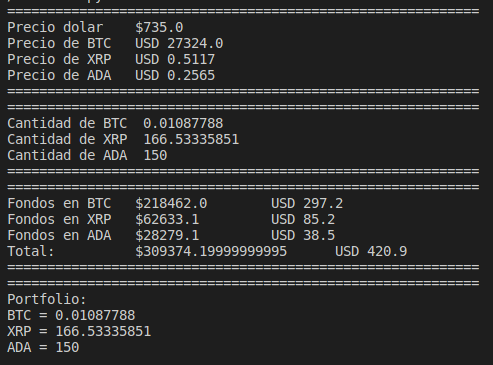 ===========================================================
Precio dolar    $735.0
Precio de BTC   USD 27324.0
Precio de XRP   USD 0.5117
Precio de ADA   USD 0.2565
===========================================================
===========================================================
Cantidad de BTC  0.01087788
Cantidad de XRP  166.53335851
Cantidad de ADA  150
===========================================================
===========================================================
Fondos en BTC   $218462.0        USD 297.2
Fondos en XRP   $62633.1         USD 85.2
Fondos en ADA   $28279.1         USD 38.5
Total:          $309374.19999999995      USD 420.9
===========================================================
===========================================================
Portfolio:
BTC = 0.01087788
XRP = 166.53335851
ADA = 150